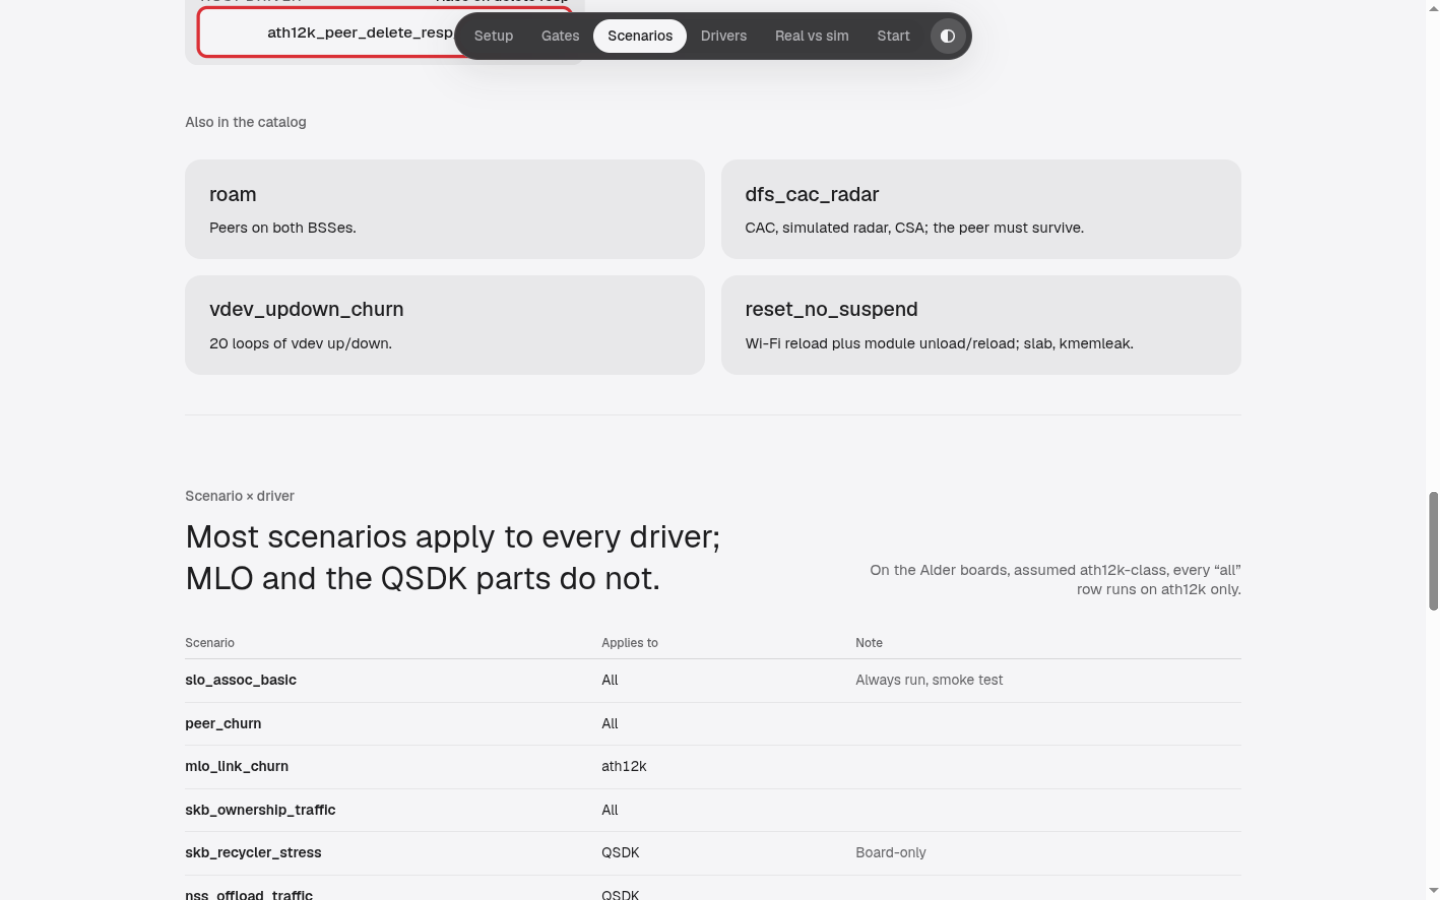 ath12k_peer_delete_resp
Setup
Gates
Scenarios
Drivers
Real vs sim
Start
Also in the catalog
roam
Peers on both BSSes.
dfs_cac_radar
CAC, simulated radar, CSA; the peer must survive.
vdev_updown_churn
20 loops of vdev up/down.
reset_no_suspend
Wi-Fi reload plus module unload/reload; slab, kmemleak.
Scenario × driver
Most scenarios apply to every driver;
MLO and the QSDK parts do not.
On the Alder boards, assumed ath12k-class, every “all”
row runs on ath12k only.
Scenario Applies to Note
slo_assoc_basic All Always run, smoke test
peer_churn All
mlo_link_churn ath12k
skb_ownership_traffic All
skb_recycler_stress QSDK Board-only
nss_offload_traffic QSDK